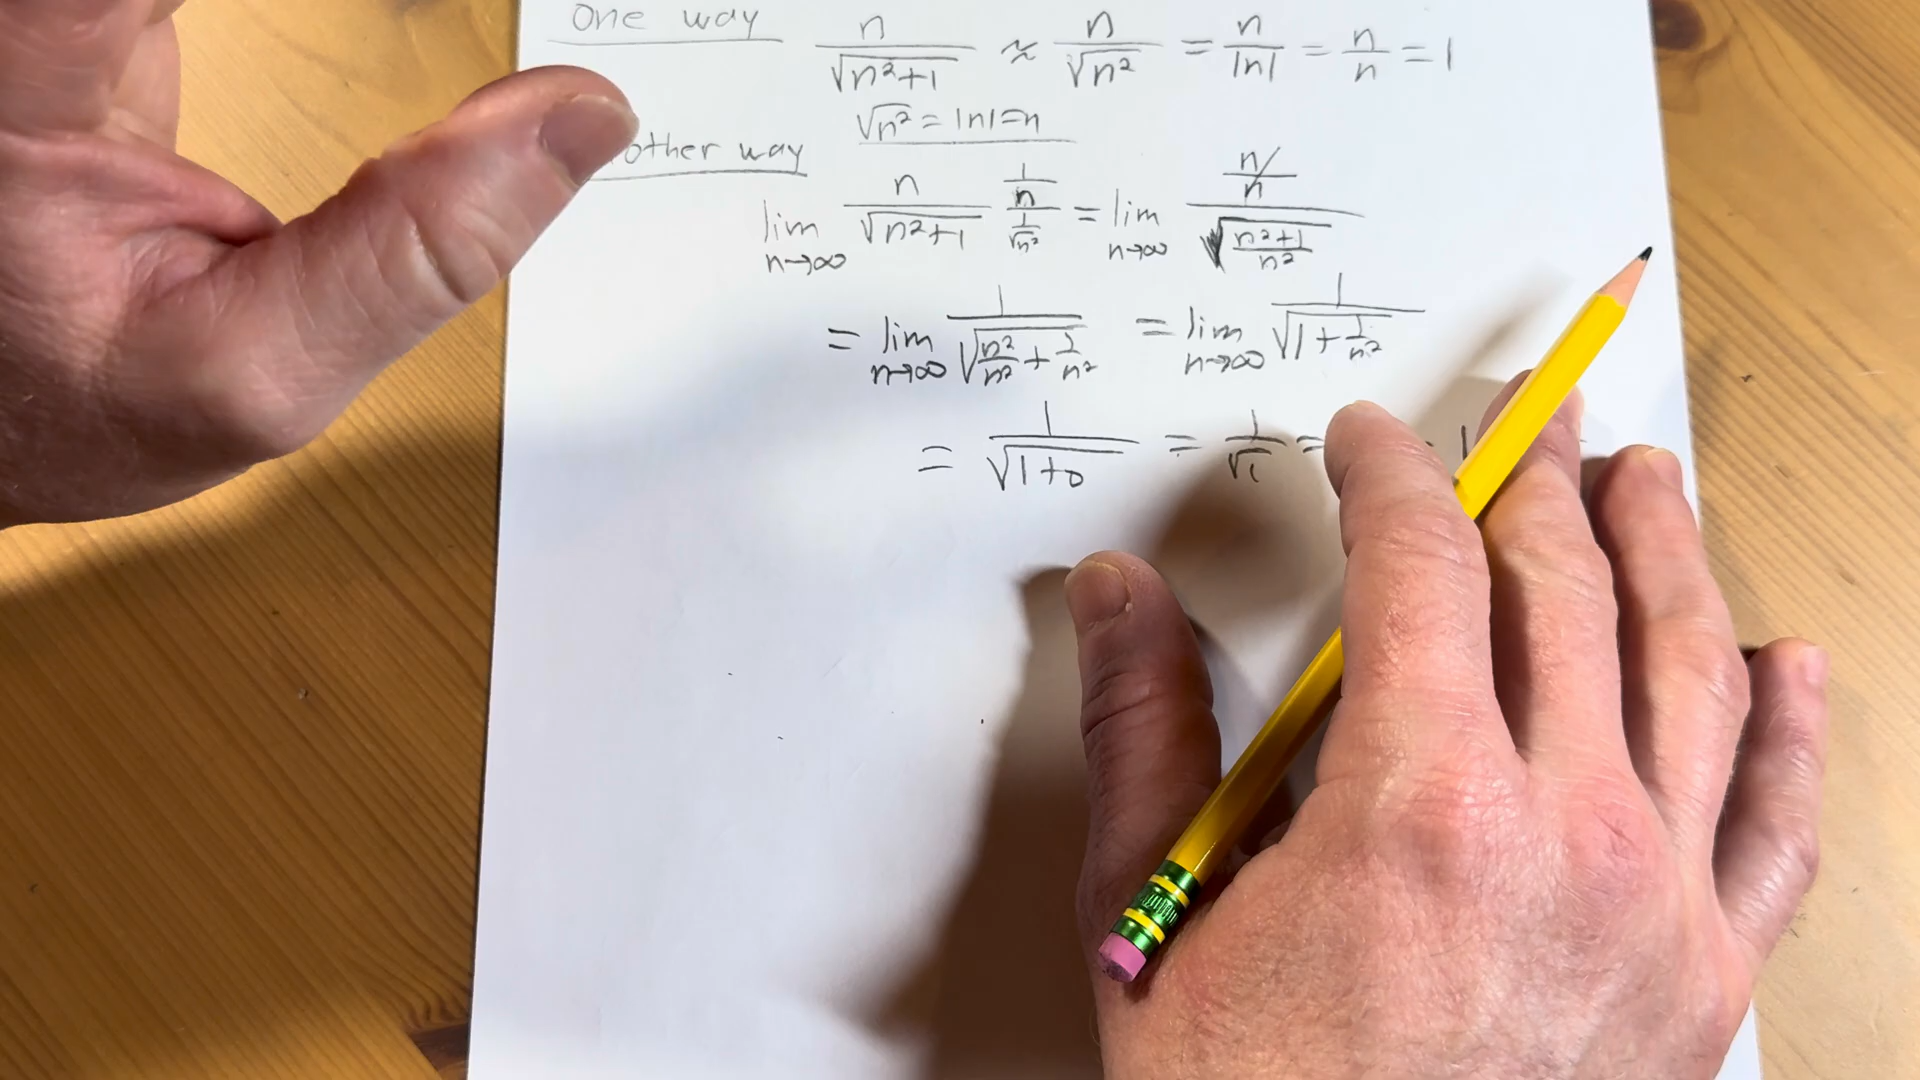 one way n/√(n²+1) ≈ n/√(n²) = n/|n| = n/n = 1
√n² = |n| = n
other way
lim n→∞ n/√(n²+1) (1/n)/(1/√n²) = lim n→∞ (n/n)/√((n²+1)/n²)
= lim n→∞ 1/√(n²/n² + 1/n²) = lim n→∞ 1/√(1 + 1/n²)
= 1/√(1+0) = 1/√1 =